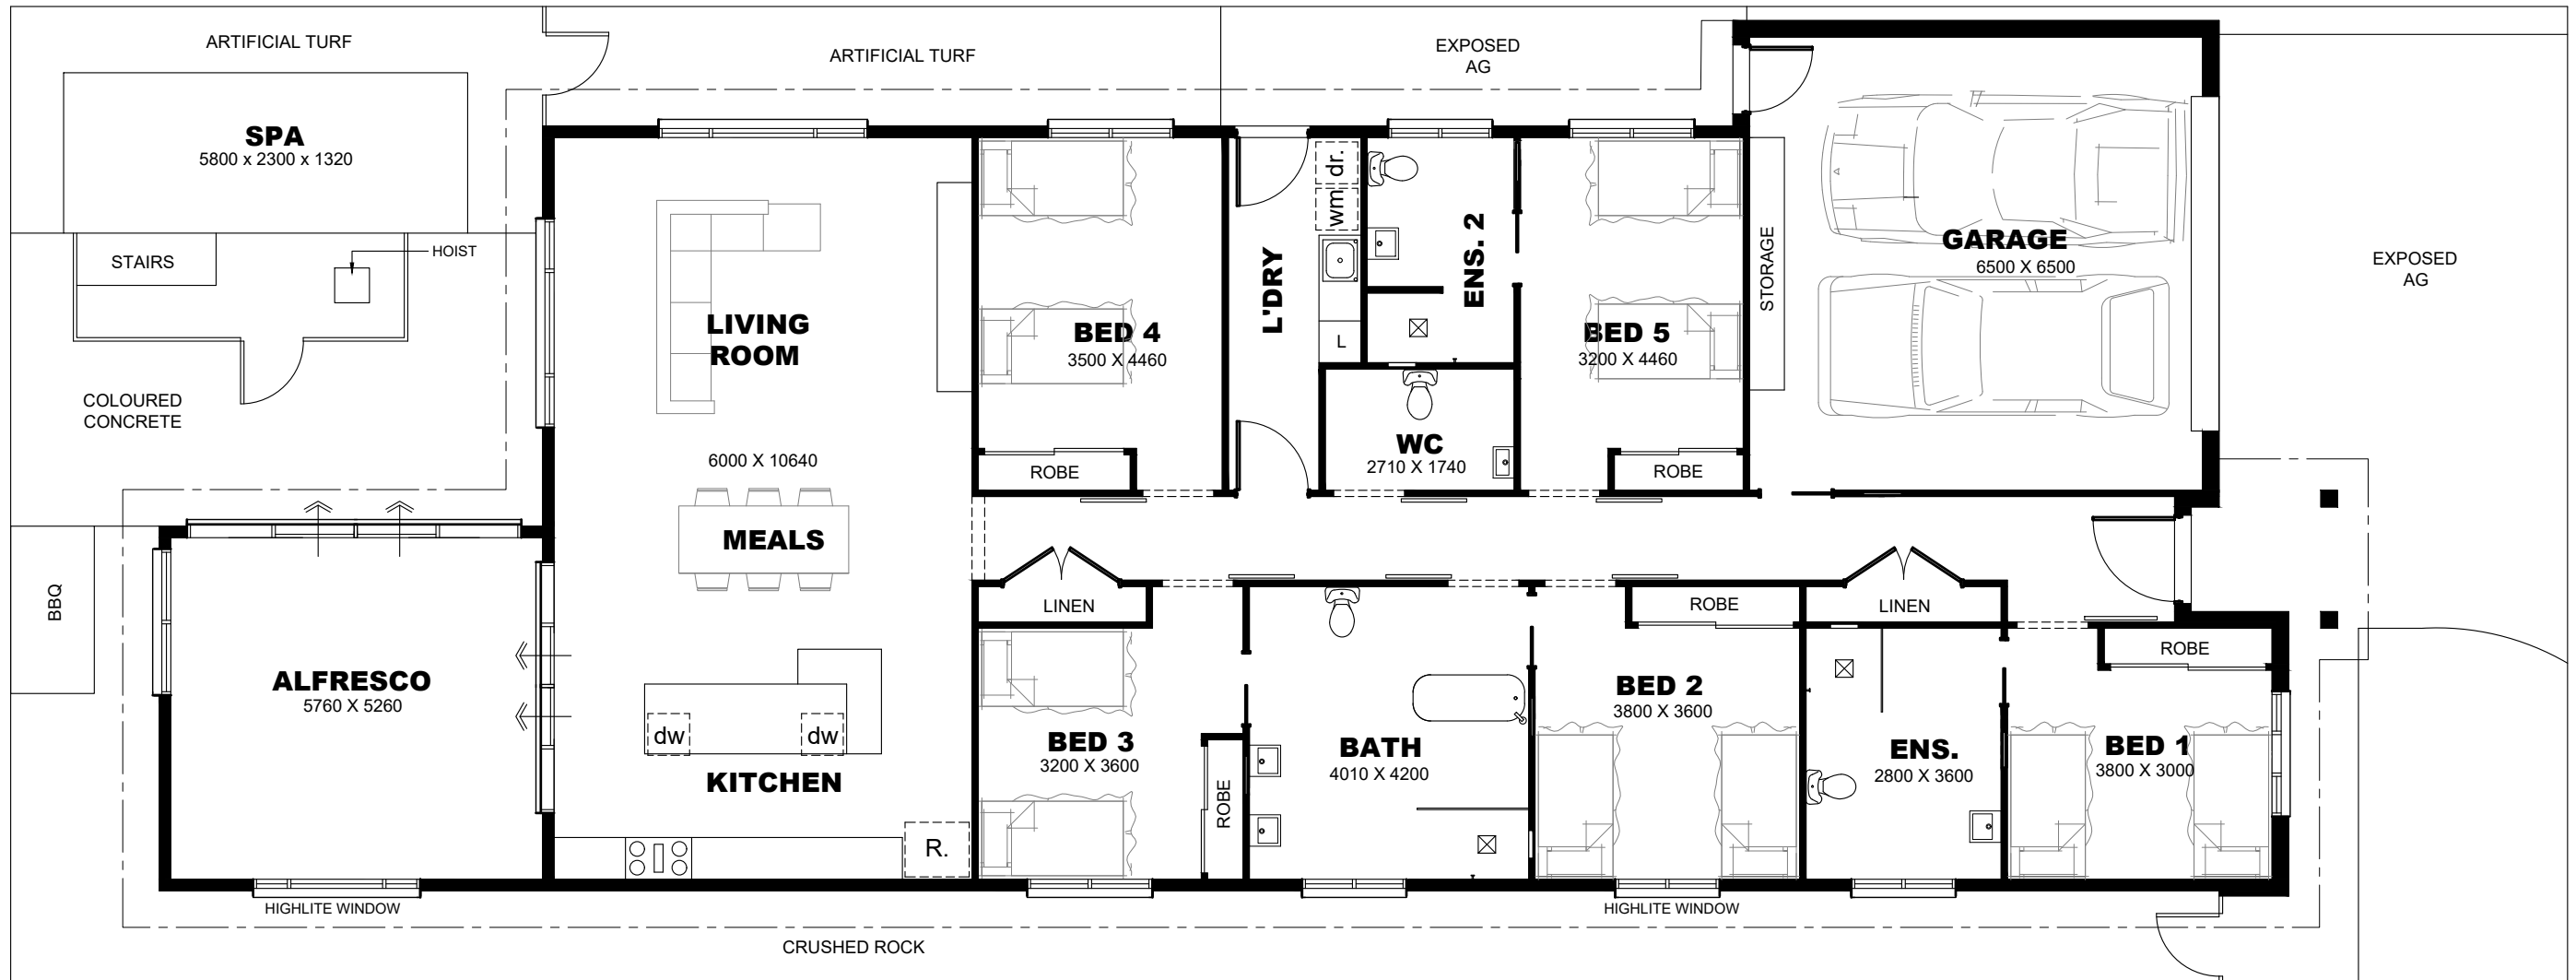 ARTIFICIAL TURF
ARTIFICIAL TURF
EXPOSED
AG
SPA
5800 x 2300 x 1320
STAIRS
HOIST
COLOURED
CONCRETE
BBQ
ALFRESCO
5760 X 5260
HIGHLITE WINDOW
LIVING
ROOM
6000 X 10640
MEALS
dw
dw
KITCHEN
R.
BED 4
3500 X 4460
ROBE
L'DRY
dr.
wm
L
ENS. 2
WC
2710 X 1740
BED 5
3200 X 4460
ROBE
STORAGE
GARAGE
6500 X 6500
EXPOSED
AG
LINEN
BED 3
3200 X 3600
ROBE
BATH
4010 X 4200
ROBE
BED 2
3800 X 3600
HIGHLITE WINDOW
LINEN
ENS.
2800 X 3600
ROBE
BED 1
3800 X 3000
CRUSHED ROCK